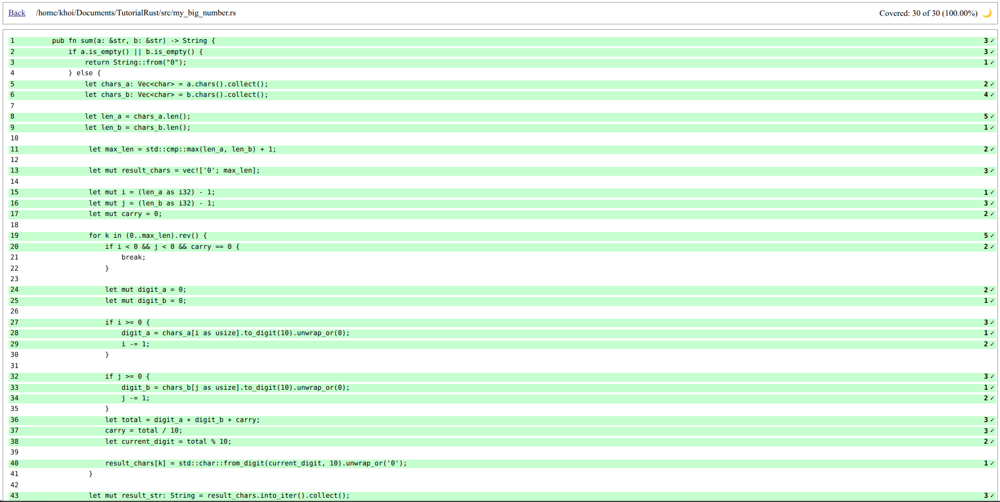 Back /home/khoi/Documents/TutorialRust/src/my_big_number.rs Covered: 30 of 30 (100.00%) 🌙
1 pub fn sum(a: &str, b: &str) -> String { 3 ✓
2 if a.is_empty() || b.is_empty() { 3 ✓
3 return String::from("0"); 1 ✓
4 } else {
5 let chars_a: Vec<char> = a.chars().collect(); 2 ✓
6 let chars_b: Vec<char> = b.chars().collect(); 4 ✓
7
8 let len_a = chars_a.len(); 5 ✓
9 let len_b = chars_b.len(); 1 ✓
10
11 let max_len = std::cmp::max(len_a, len_b) + 1; 2 ✓
12
13 let mut result_chars = vec!['0'; max_len]; 3 ✓
14
15 let mut i = (len_a as i32) - 1; 1 ✓
16 let mut j = (len_b as i32) - 1; 3 ✓
17 let mut carry = 0; 2 ✓
18
19 for k in (0..max_len).rev() { 5 ✓
20 if i < 0 && j < 0 && carry == 0 { 2 ✓
21 break;
22 }
23
24 let mut digit_a = 0; 2 ✓
25 let mut digit_b = 0; 1 ✓
26
27 if i >= 0 { 3 ✓
28 digit_a = chars_a[i as usize].to_digit(10).unwrap_or(0); 1 ✓
29 i -= 1; 2 ✓
30 }
31
32 if j >= 0 { 3 ✓
33 digit_b = chars_b[j as usize].to_digit(10).unwrap_or(0); 1 ✓
34 j -= 1; 2 ✓
35 }
36 let total = digit_a + digit_b + carry; 3 ✓
37 carry = total / 10; 3 ✓
38 let current_digit = total % 10; 2 ✓
39
40 result_chars[k] = std::char::from_digit(current_digit, 10).unwrap_or('0'); 1 ✓
41 }
42
43 let mut result_str: String = result_chars.into_iter().collect(); 3 ✓